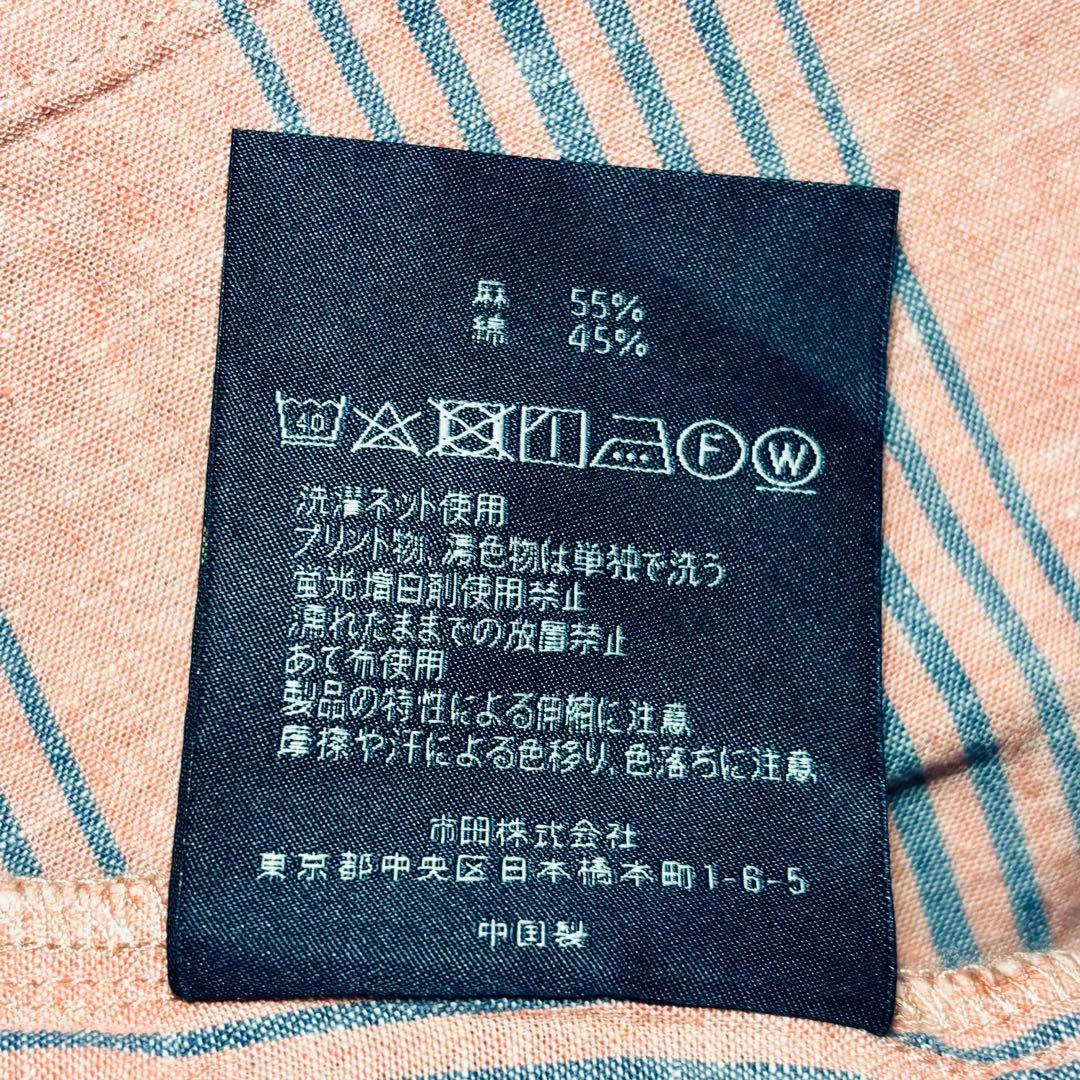 麻 55%
綿 45%
40
F W
洗濯ネット使用
プリント物、濃色物は単独で洗う
蛍光増白剤使用禁止
濡れたままでの放置禁止
あて布使用
製品の特性による伸縮に注意
摩擦や汗による色移り、色落ちに注意
市田株式会社
東京都中央区日本橋本町1-6-5
中国製